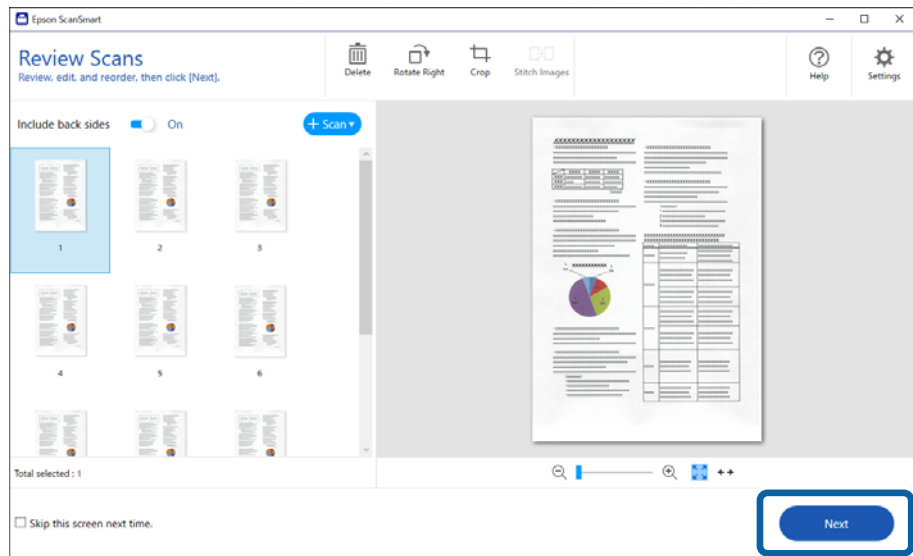 Epson ScanSmart
Review Scans
Review, edit, and reorder, then click [Next].
Delete
Rotate Right
Crop
Stitch Images
Help
Settings
Include back sides
On
+ Scan
1
2
3
4
5
6
Total selected : 1
Skip this screen next time.
Next